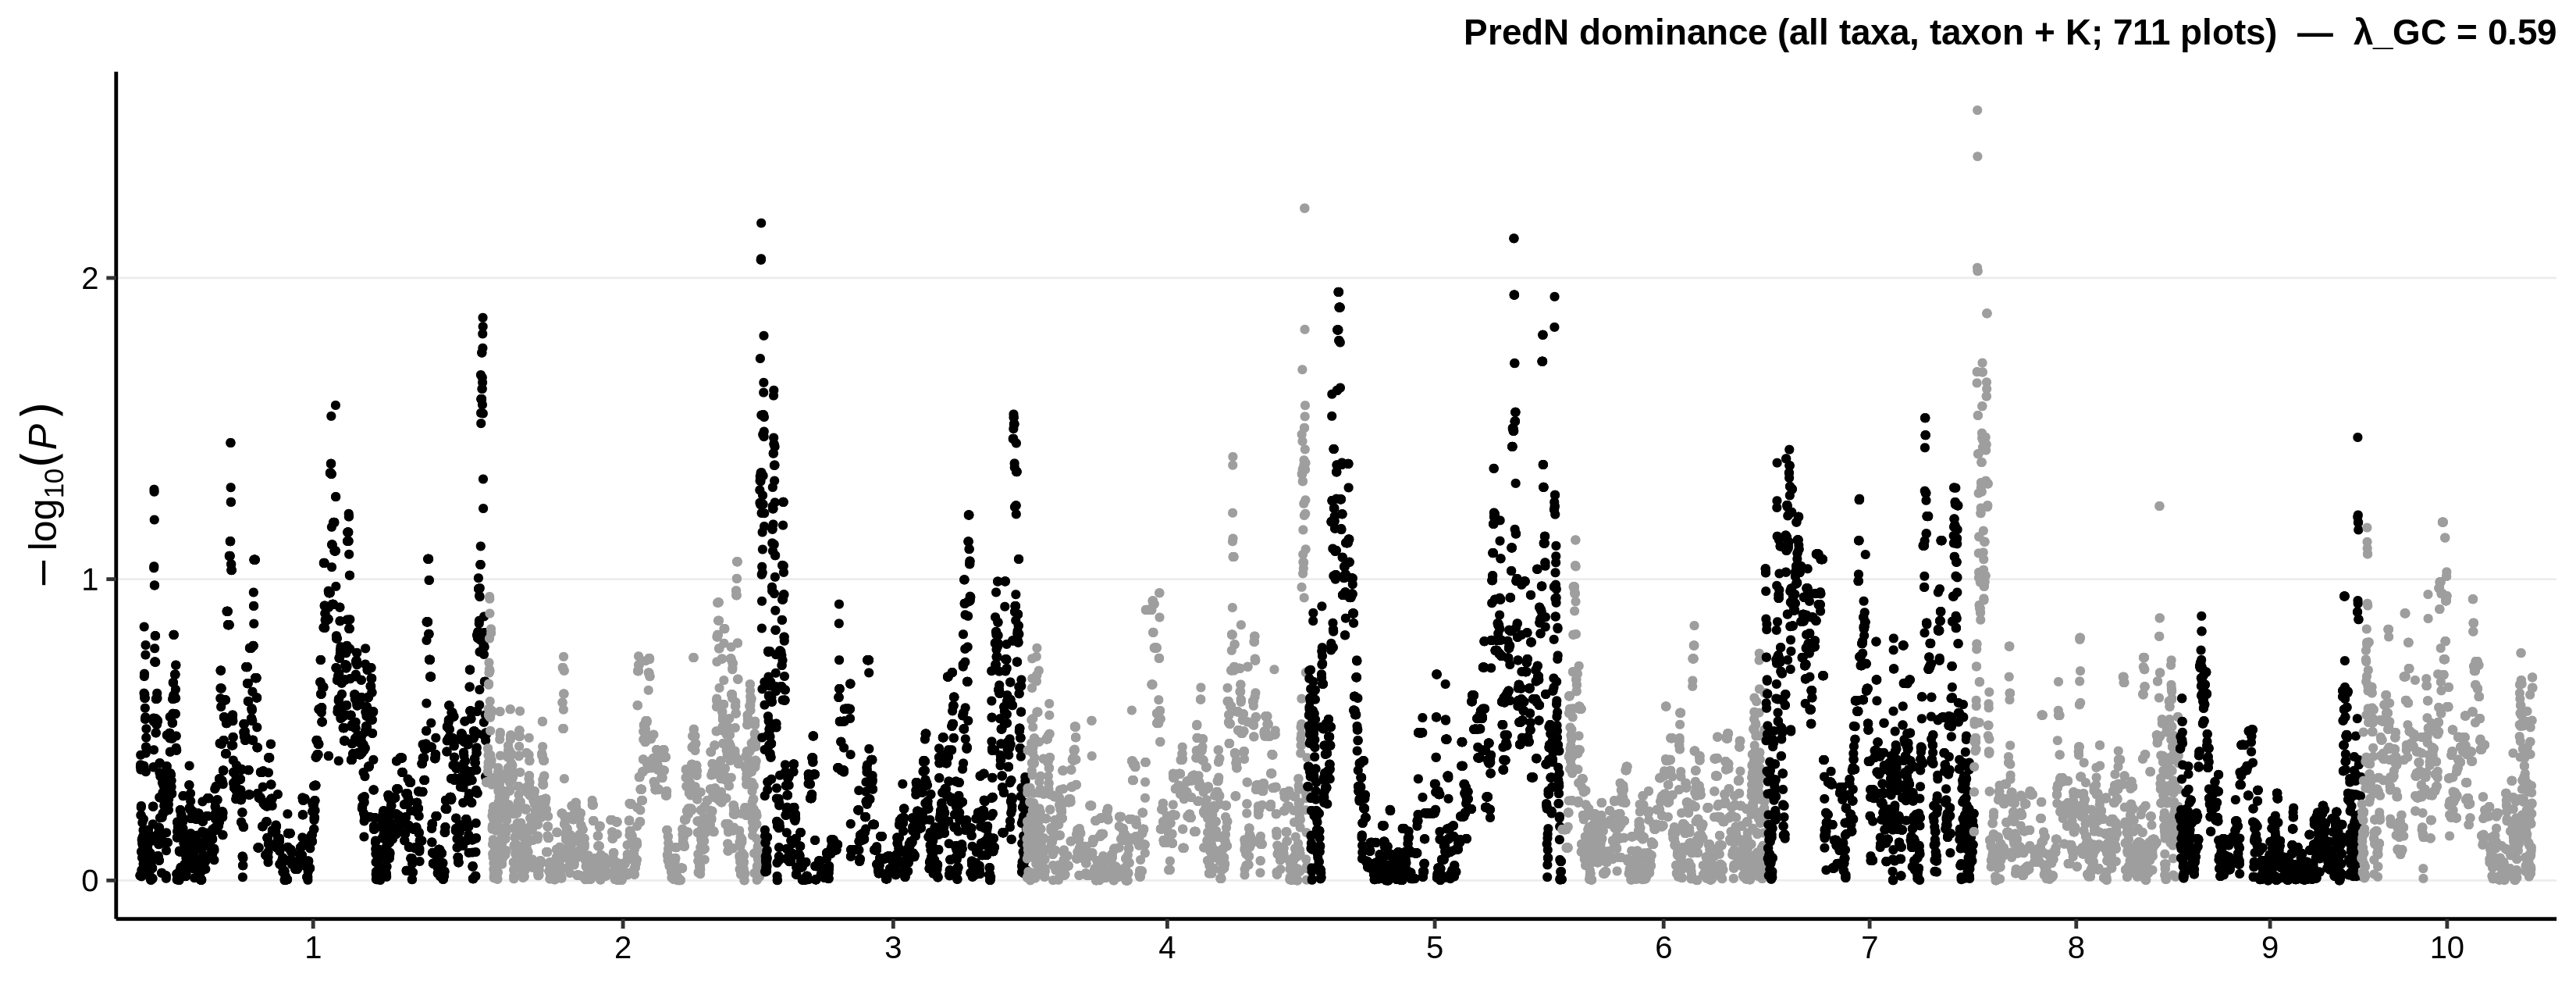 PredN dominance (all taxa, taxon + K; 711 plots) — λ_GC = 0.59
− log10(P)
2
1
0
1 2 3 4 5 6 7 8 9 10